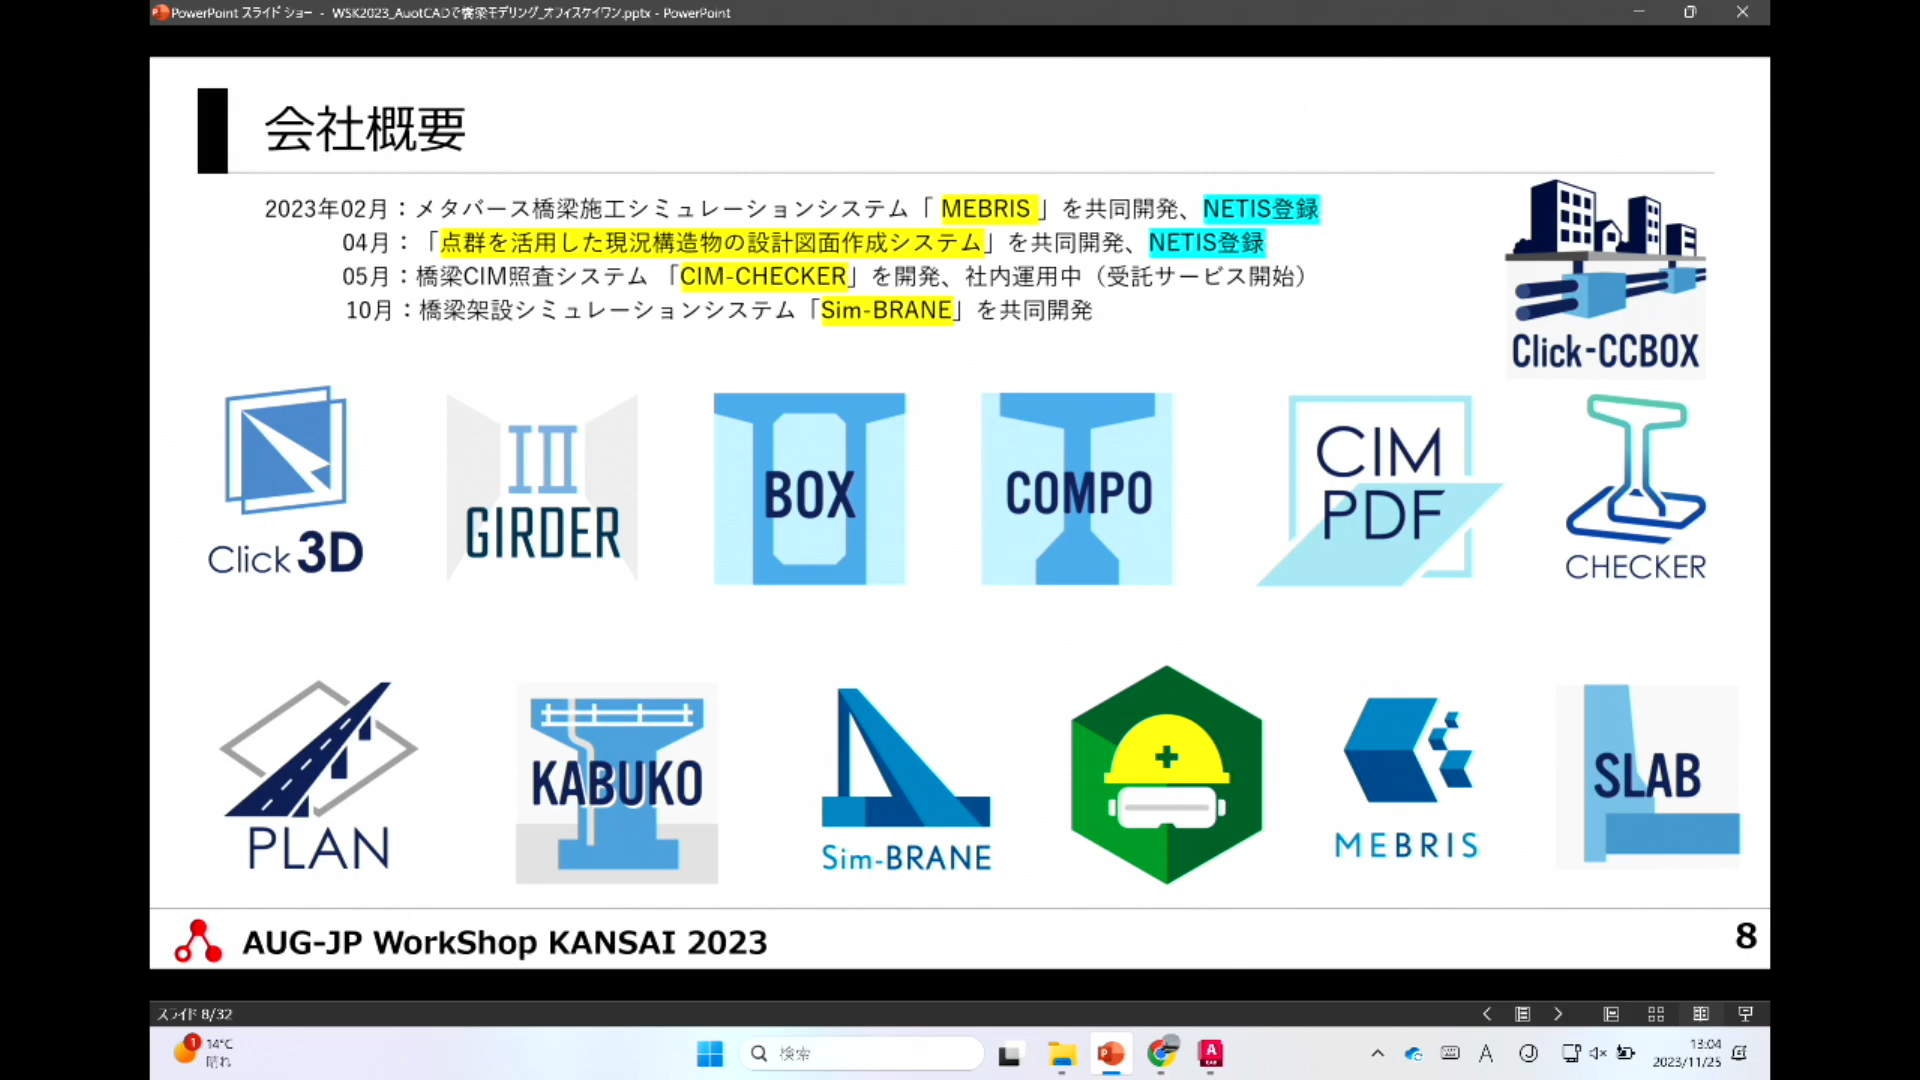 PowerPoint スライド ショー - WSK2023_AuotCADで橋梁モデリング_オフィスケイワン.pptx - PowerPoint
会社概要
2023年02月：メタバース橋梁施工シミュレーションシステム「 MEBRIS 」を共同開発、NETIS登録
04月：「点群を活用した現況構造物の設計図面作成システム」を共同開発、NETIS登録
05月：橋梁CIM照査システム 「CIM-CHECKER」を開発、社内運用中（受託サービス開始）
10月：橋梁架設シミュレーションシステム「Sim-BRANE」を共同開発
Click-CCBOX
Click 3D
GIRDER
BOX
COMPO
CIM
PDF
CHECKER
PLAN
KABUKO
Sim-BRANE
MEBRIS
SLAB
AUG-JP WorkShop KANSAI 2023
8
スライド 8/32
1
14°C
晴れ
検索
A
13:04
2023/11/25